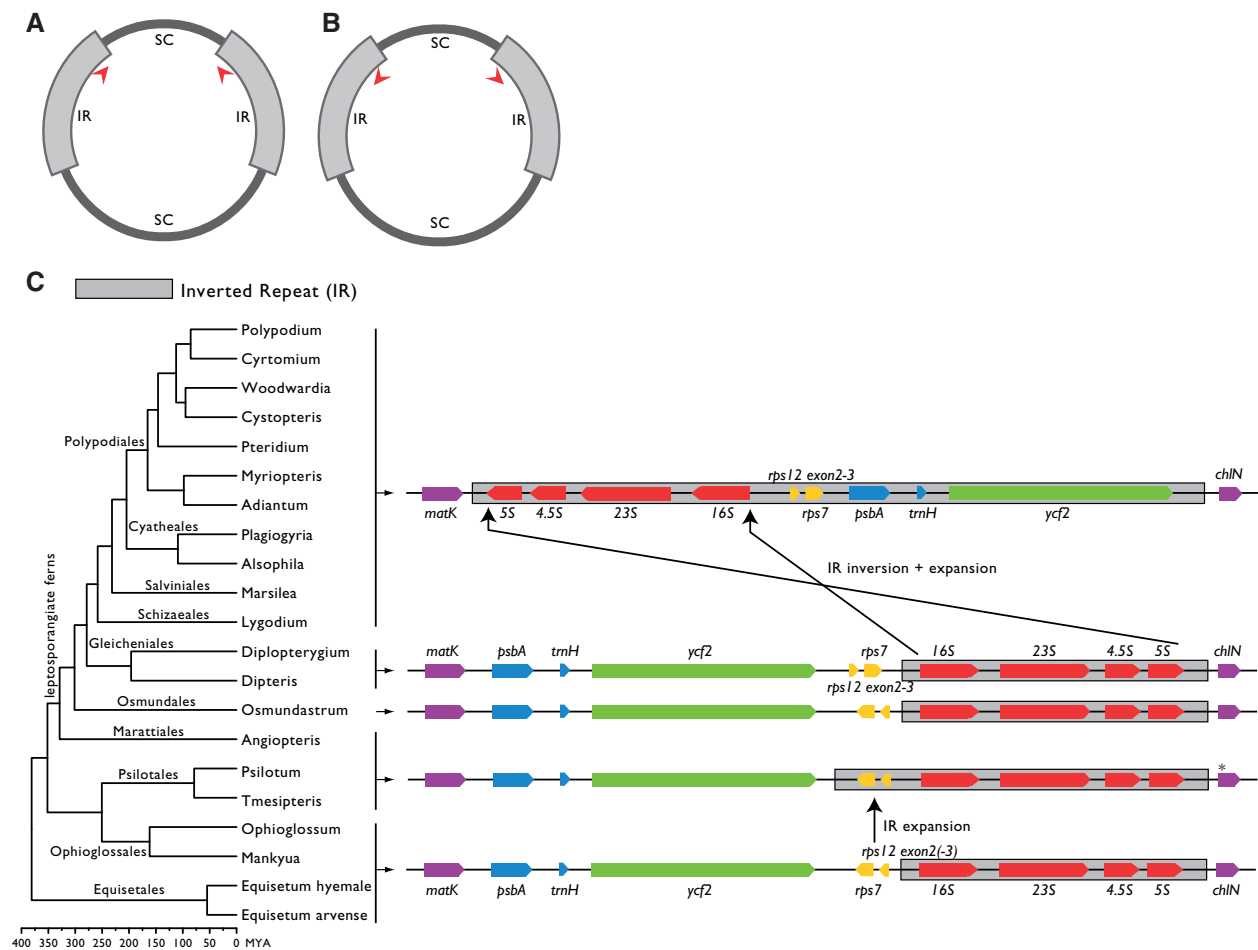 A
SC
IR
IR
SC
B
SC
IR
IR
SC
C
Inverted Repeat (IR)
Polypodium
Cyrtomium
Woodwardia
Cystopteris
Polypodiales
Pteridium
Myriopteris
Adiantum
Cyatheales
Plagiogyria
Alsophila
Salviniales
Marsilea
Schizaeales
Lygodium
leptosporangiate ferns
Gleicheniales
Diplopterygium
Dipteris
Osmundales
Osmundastrum
Marattiales
Angiopteris
Psilotales
Psilotum
Tmesipteris
Ophioglossum
Ophioglossales
Mankyua
Equisetales
Equisetum hyemale
Equisetum arvense
400 350 300 250 200 150 100 50 0 MYA
rps12 exon2-3 chlN
matK 5S 4.5S 23S 16S rps7 psbA trnH ycf2
IR inversion + expansion
matK psbA trnH ycf2 rps7 16S 23S 4.5S 5S chlN
rps12 exon2-3
*
IR expansion
rps12 exon2(-3)
matK psbA trnH ycf2 rps7 16S 23S 4.5S 5S chlN